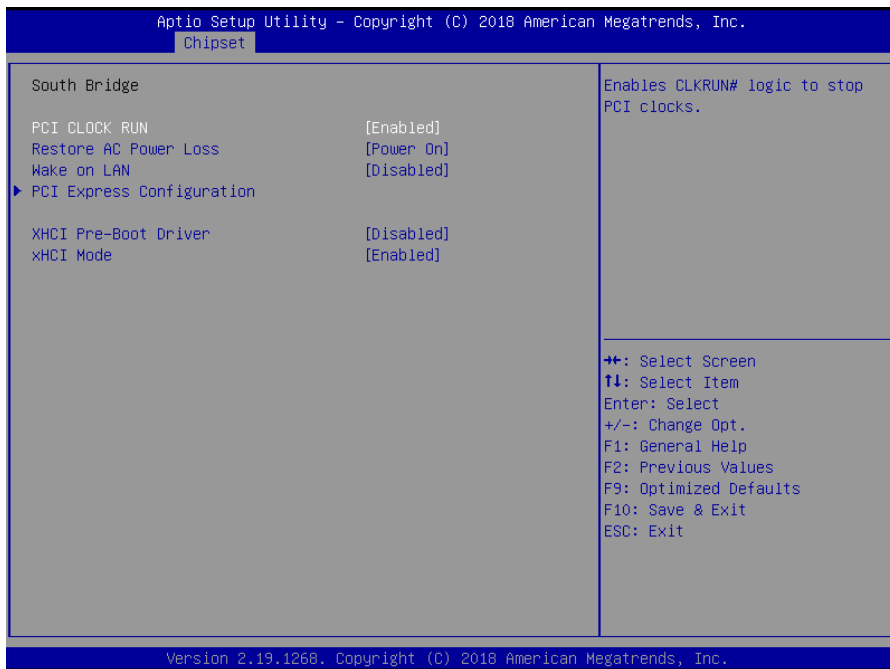 Aptio Setup Utility – Copyright (C) 2018 American Megatrends, Inc.
Chipset
South Bridge
PCI CLOCK RUN [Enabled]
Restore AC Power Loss [Power On]
Wake on LAN [Disabled]
PCI Express Configuration
XHCI Pre-Boot Driver [Disabled]
xHCI Mode [Enabled]
Enables CLKRUN# logic to stop
PCI clocks.
→←: Select Screen
↑↓: Select Item
Enter: Select
+/-: Change Opt.
F1: General Help
F2: Previous Values
F9: Optimized Defaults
F10: Save & Exit
ESC: Exit
Version 2.19.1268. Copyright (C) 2018 American Megatrends, Inc.